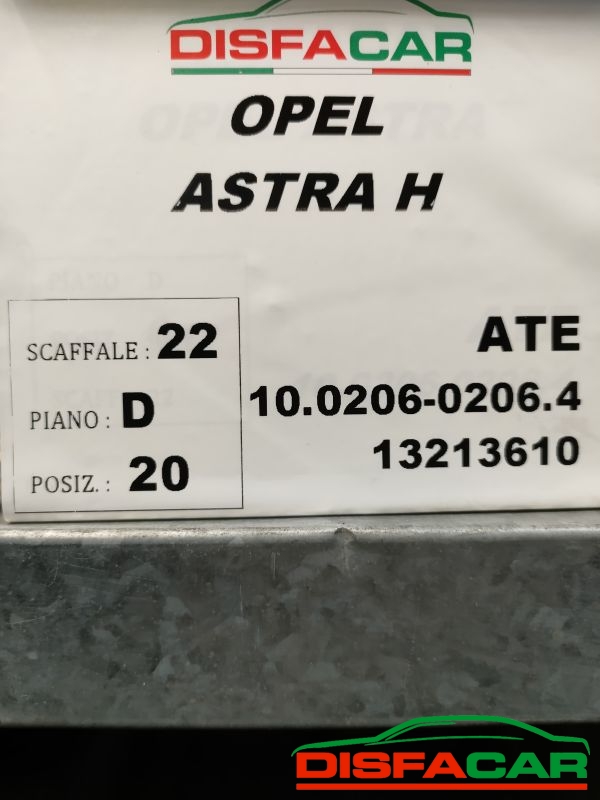 DISFACAR
OPEL
ASTRA H
SCAFFALE : 22
PIANO : D
POSIZ. : 20
ATE
10.0206-0206.4
13213610
DISFACAR